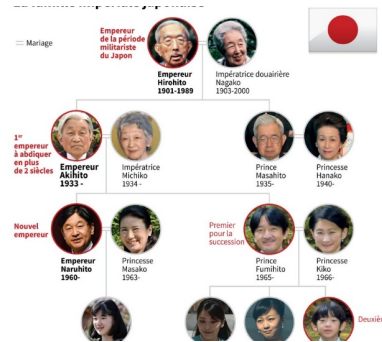 Mariage
Empereur
de la période
militariste
du Japon
Empereur
Hirohito
1901-1989
Impératrice douairière
Nagako
1903-2000
1er
empereur
à abdiquer
en plus
de 2 siècles
Empereur
Akihito
1933 -
Impératrice
Michiko
1934 -
Prince
Masahito
1935-
Princesse
Hanako
1940-
Nouvel
empereur
Empereur
Naruhito
1960-
Princesse
Masako
1963-
Premier
pour la
succession
Prince
Fumihito
1965-
Princesse
Kiko
1966-